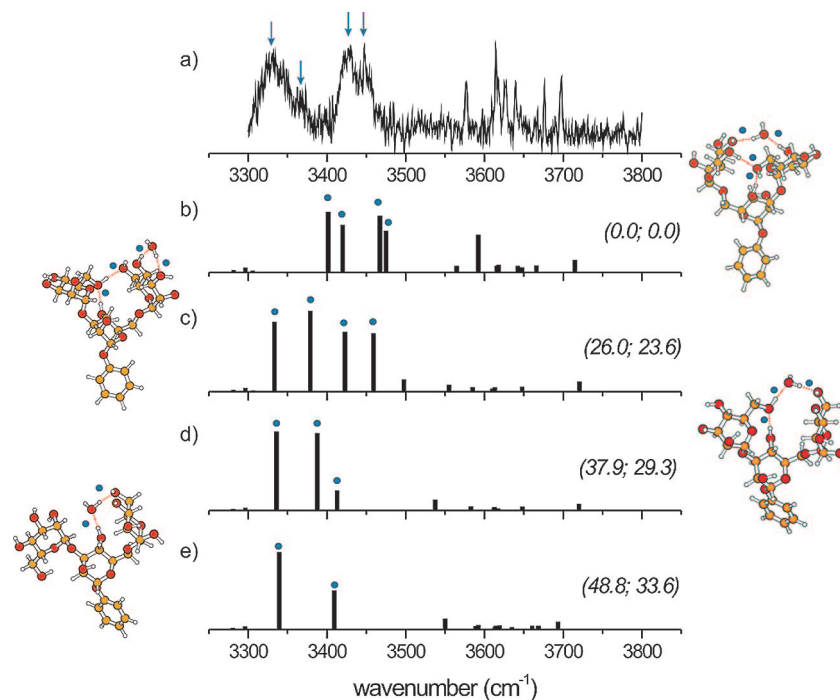 a)
3300 3400 3500 3600 3700 3800
b)
(0.0; 0.0)
c)
(26.0; 23.6)
d)
(37.9; 29.3)
e)
(48.8; 33.6)
3300 3400 3500 3600 3700 3800
wavenumber (cm⁻¹)